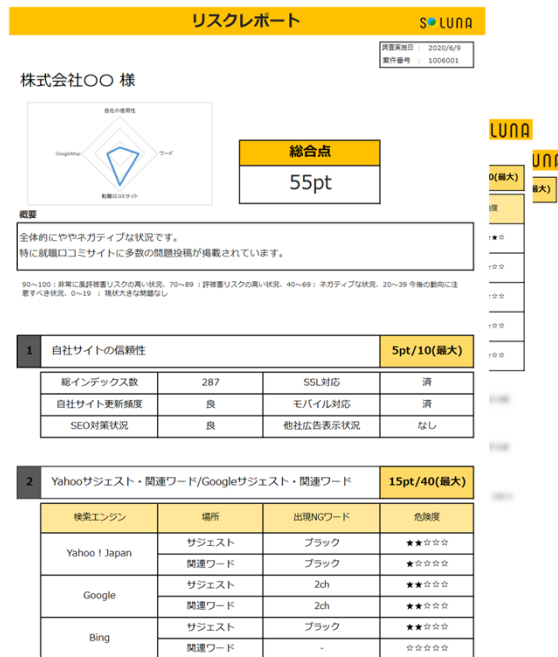 リスクレポート
SOLUNA
調査実施日 : 2020/6/9
案件番号 : 1006001
株式会社〇〇 様
自社の信頼性
GoogleMap
ワード
転職口コミサイト
総合点
55pt
概要
全体的にややネガティブな状況です。
特に就職口コミサイトに多数の問題投稿が掲載されています。
90～100:非常に風評被害リスクの高い状況、70～89:評被害リスクの高い状況、40～69: ネガティブな状況、20～39 今後の動向に注
意すべき状況、0～19 : 現状大きな問題なし
1 自社サイトの信頼性 5pt/10(最大)
総インデックス数 287 SSL対応 済
自社サイト更新頻度 良 モバイル対応 済
SEO対策状況 良 他社広告表示状況 なし
2 Yahooサジェスト・関連ワード/Googleサジェスト・関連ワード 15pt/40(最大)
検索エンジン 場所 出現NGワード 危険度
Yahoo！Japan
サジェスト ブラック ★★☆☆☆
関連ワード ブラック ★☆☆☆☆
Google
サジェスト 2ch ★★☆☆☆
関連ワード 2ch ★★☆☆☆
Bing
サジェスト ブラック ★★☆☆☆
関連ワード - ☆☆☆☆☆
LUNA
0(最大)
度
★☆
☆☆
☆☆
☆☆
☆☆
UNA
最大)